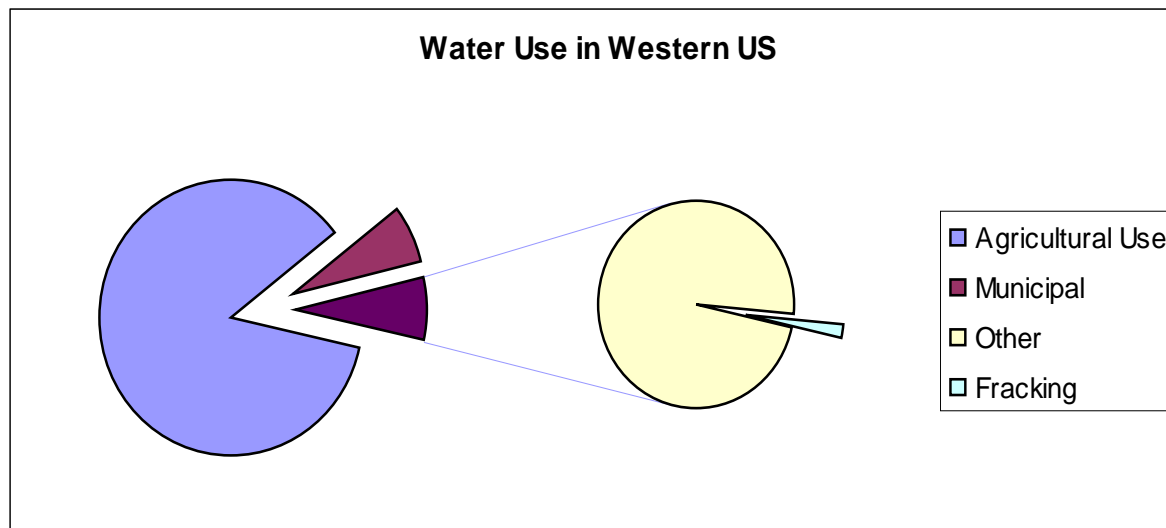 Water Use in Western US
Agricultural Use
Municipal
Other
Fracking